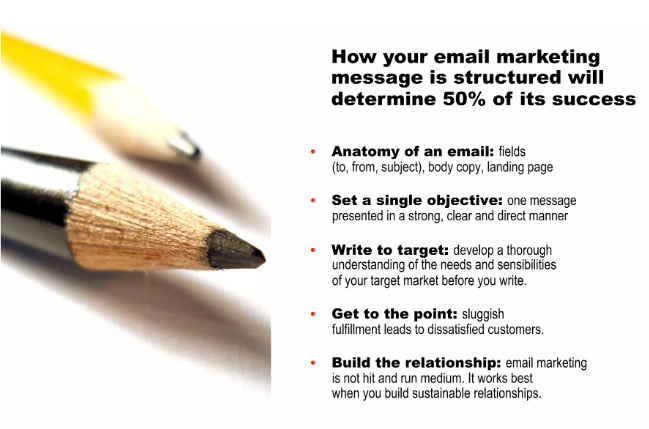 How your email marketing
message is structured will
determine 50% of its success
• Anatomy of an email: fields
(to, from, subject), body copy, landing page
• Set a single objective: one message
presented in a strong, clear and direct manner
• Write to target: develop a thorough
understanding of the needs and sensibilities
of your target market before you write.
• Get to the point: sluggish
fulfillment leads to dissatisfied customers.
• Build the relationship: email marketing
is not hit and run medium. It works best
when you build sustainable relationships.